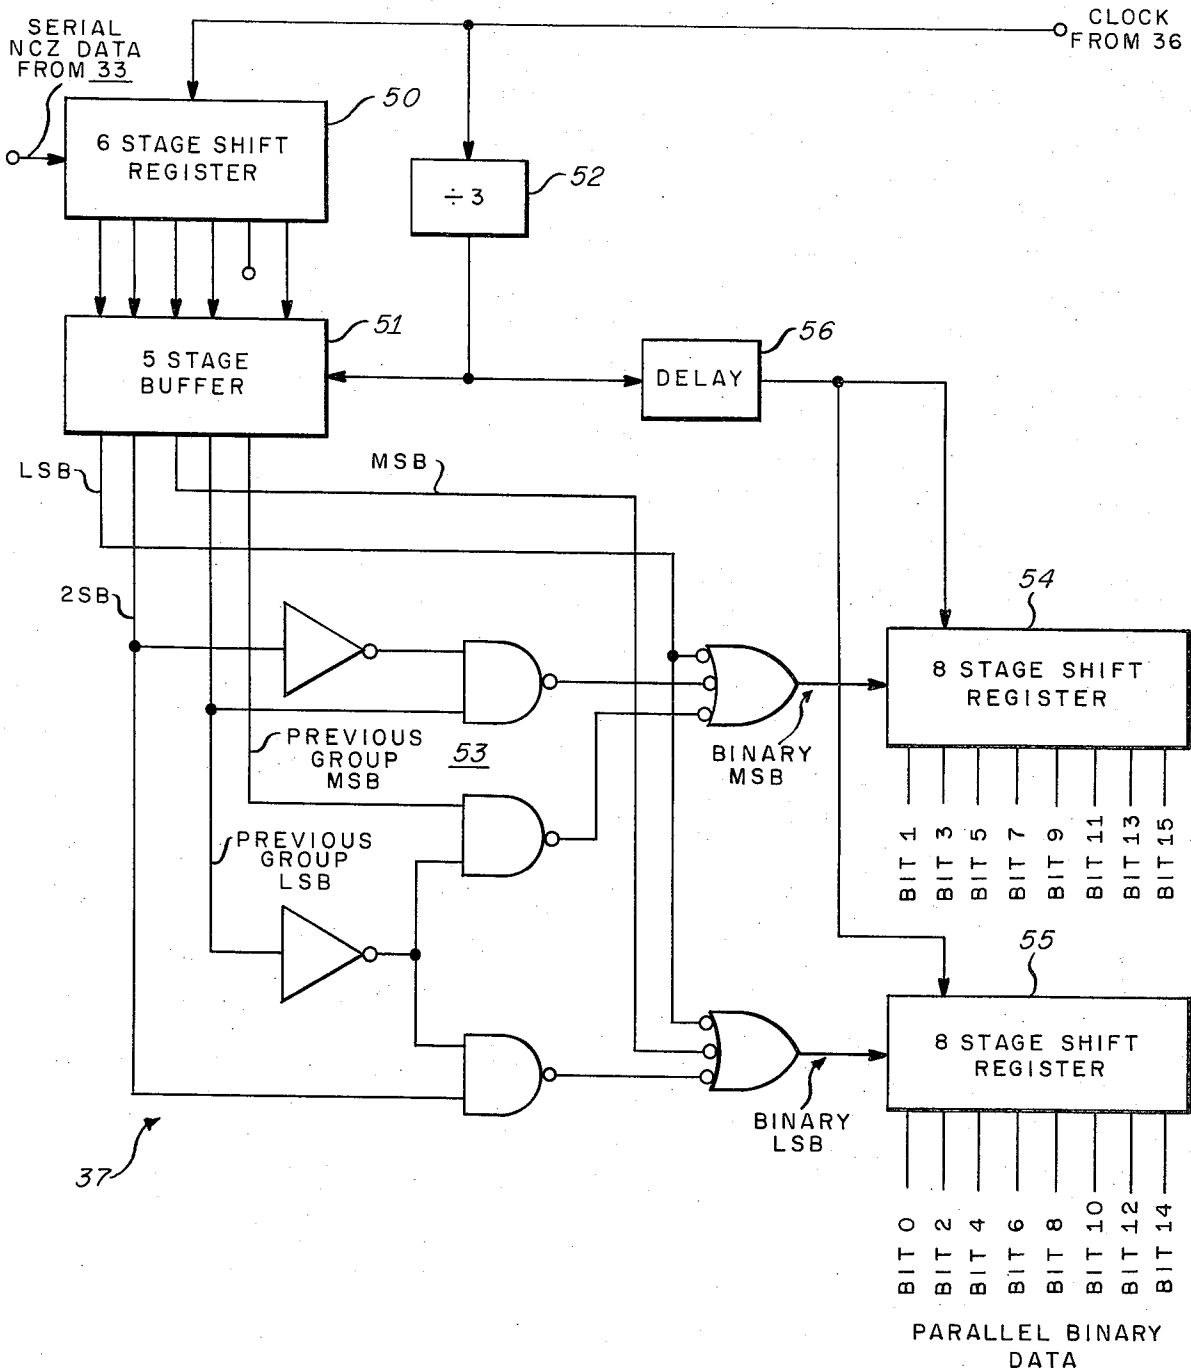 SERIAL
NCZ DATA
FROM 33
CLOCK
FROM 36
50
6 STAGE SHIFT
REGISTER
÷ 3
52
51
5 STAGE
BUFFER
56
DELAY
LSB
MSB
2SB
54
8 STAGE SHIFT
REGISTER
PREVIOUS
GROUP
MSB
53
BINARY
MSB
BIT 1
BIT 3
BIT 5
BIT 7
BIT 9
BIT 11
BIT 13
BIT 15
PREVIOUS
GROUP
LSB
55
8 STAGE SHIFT
REGISTER
BINARY
LSB
37
BIT 0
BIT 2
BIT 4
BIT 6
BIT 8
BIT 10
BIT 12
BIT 14
PARALLEL BINARY
DATA